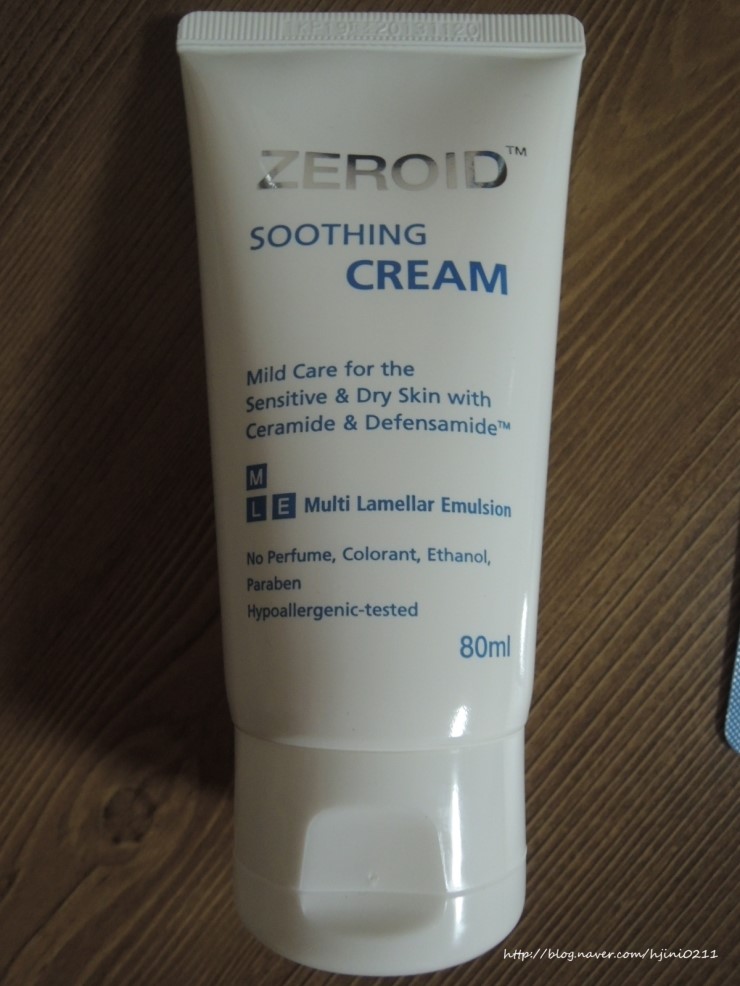 20131120
ZEROID™
SOOTHING
CREAM
Mild Care for the
Sensitive & Dry Skin with
Ceramide & Defensamide™
M
L E Multi Lamellar Emulsion
No Perfume, Colorant, Ethanol,
Paraben
Hypoallergenic-tested
80ml
http://blog.naver.com/hjini0211